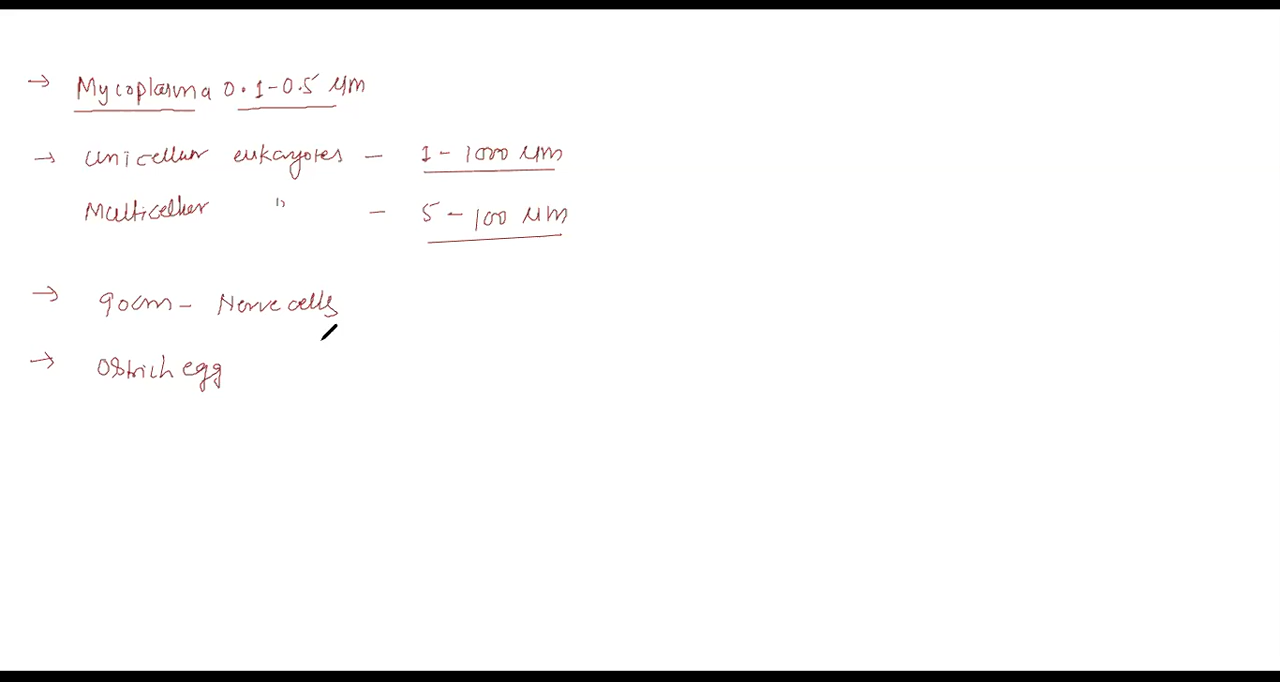 → Mycoplasma 0.1-0.5 μm
→ unicellular eukaryotes - 1 - 1000 μm
Multicelluer " - 5 - 100 μm
→ 90cm - Nerve cells
→ Ostrich egg